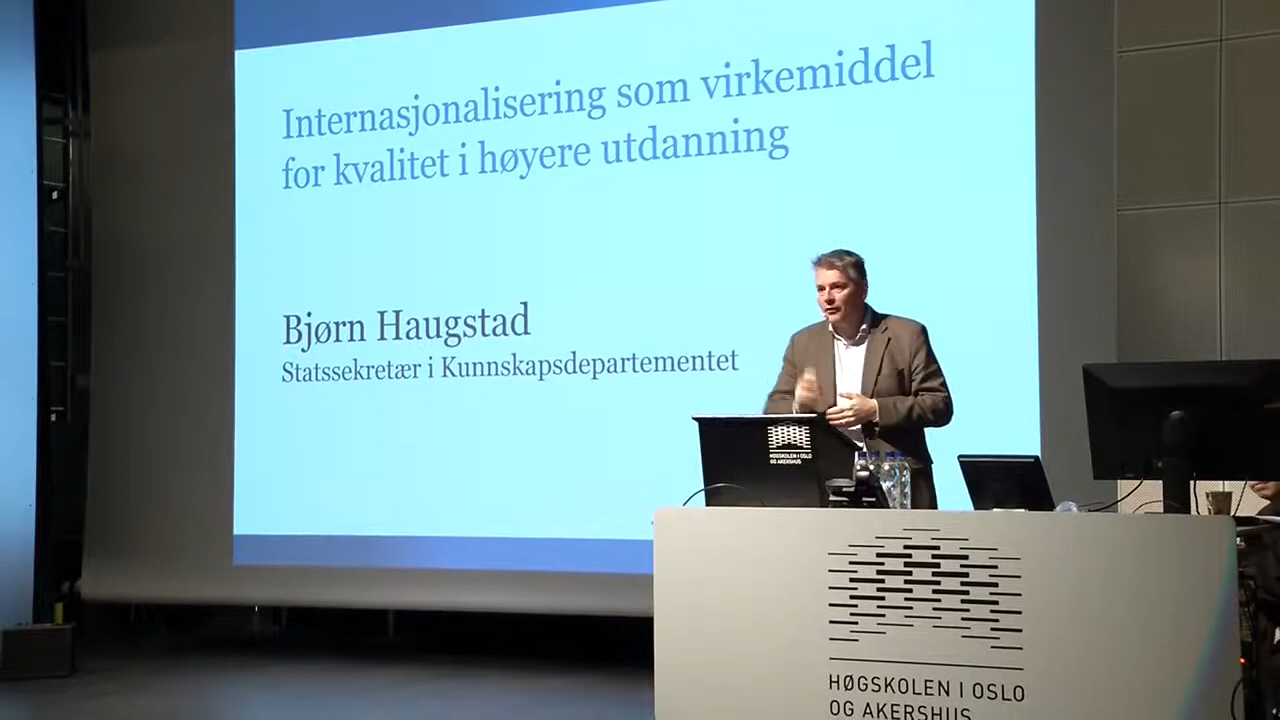 Internasjonalisering som virkemiddel
for kvalitet i høyere utdanning
Bjørn Haugstad
Statssekretær i Kunnskapsdepartementet
HØGSKOLEN I OSLO
OG AKERSHUS
HØGSKOLEN I OSLO
OG AKERSHUS